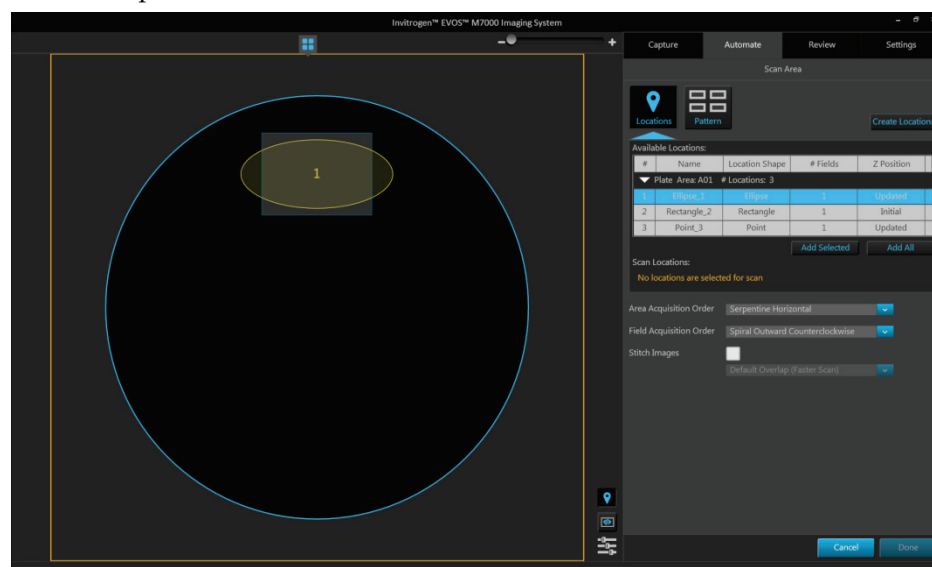 Invitrogen™ EVOS™ M7000 Imaging System
Capture Automate Review Settings
Scan Area
Locations Pattern Create Location
Available Locations:
# Name Location Shape # Fields Z Position
Plate Area: A01 # Locations: 3
1 Ellipse_1 Ellipse 1 Updated
2 Rectangle_2 Rectangle 1 Initial
3 Point_3 Point 1 Updated
Add Selected Add All
Scan Locations:
No locations are selected for scan
Area Acquisition Order Serpentine Horizontal
Field Acquisition Order Spiral Outward Counterclockwise
Stitch Images
Default Overlap (Faster Scan)
1
Cancel Done